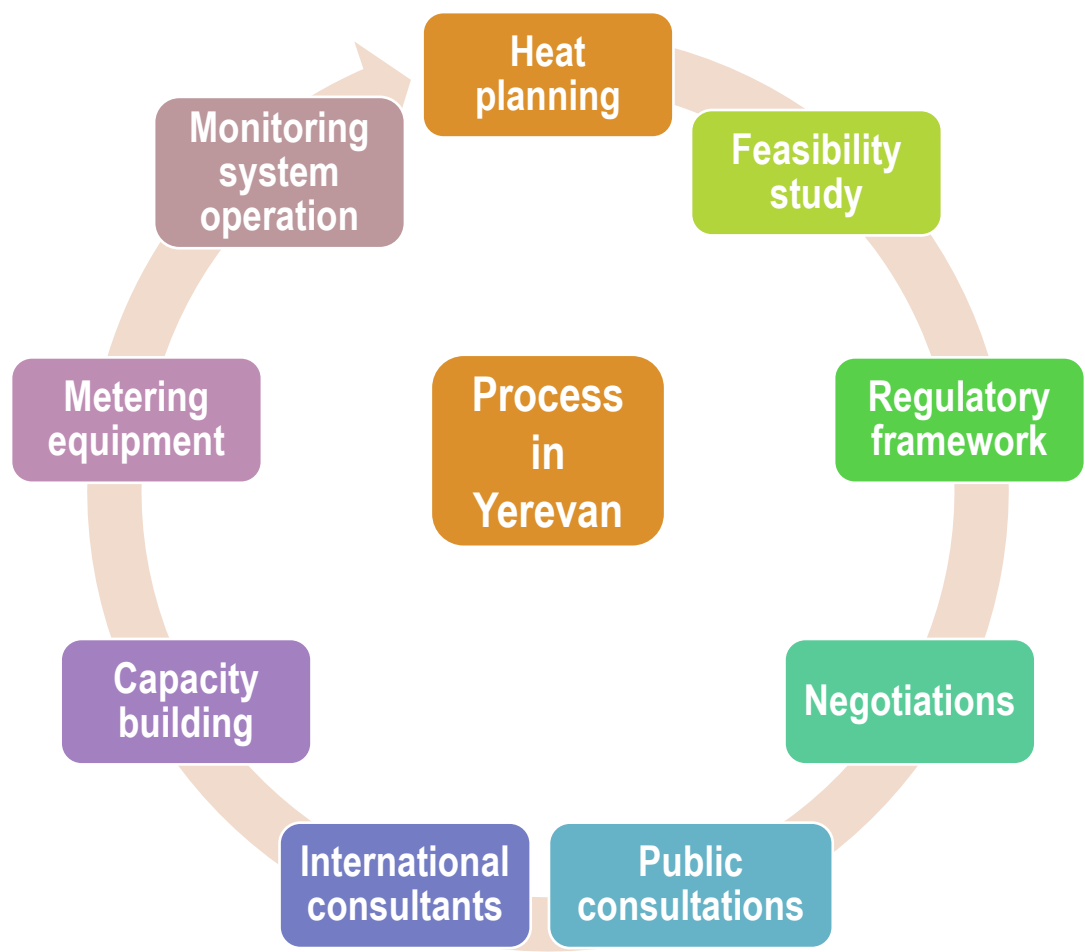 Heat
planning
Feasibility
study
Regulatory
framework
Negotiations
Public
consultations
International
consultants
Capacity
building
Metering
equipment
Monitoring
system
operation
Process
in
Yerevan